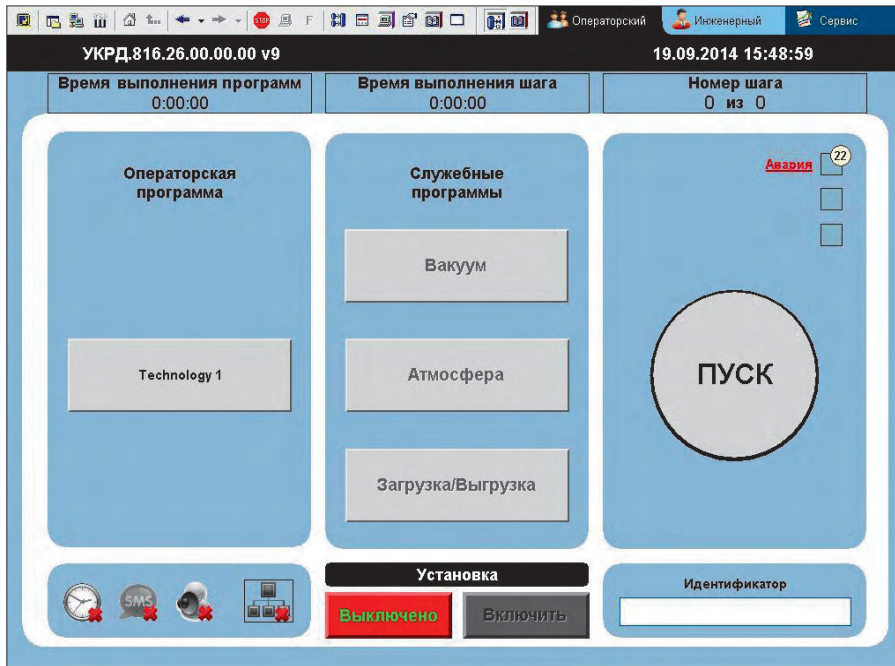 STOP
F
Операторский
Инженерный
Сервис
УКРД.816.26.00.00.00 v9
19.09.2014 15:48:59
Время выполнения программ
0:00:00
Время выполнения шага
0:00:00
Номер шага
0 из 0
Операторская
программа
Technology 1
Служебные
программы
Вакуум
Атмосфера
Загрузка/Выгрузка
Авария
22
ПУСК
SMS
Установка
Выключено
Включить
Идентификатор